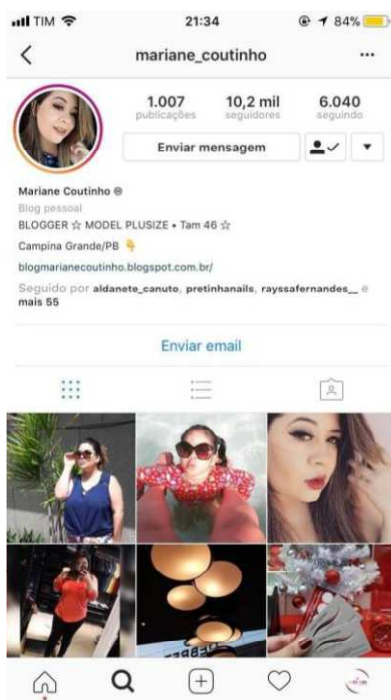 TIM 21:34 84%
mariane_coutinho
1.007 10,2 mil 6.040
publicações seguidores seguindo
Enviar mensagem
Mariane Coutinho ®
Blog pessoal
BLOGGER ☆ MODEL PLUSIZE • Tam 46 ☆
Campina Grande/PB 👇
blogmarianecoutinho.blogspot.com.br/
Seguido por aldanete_canuto, pretinhanails, rayssafernandes__ e
mais 55
Enviar email